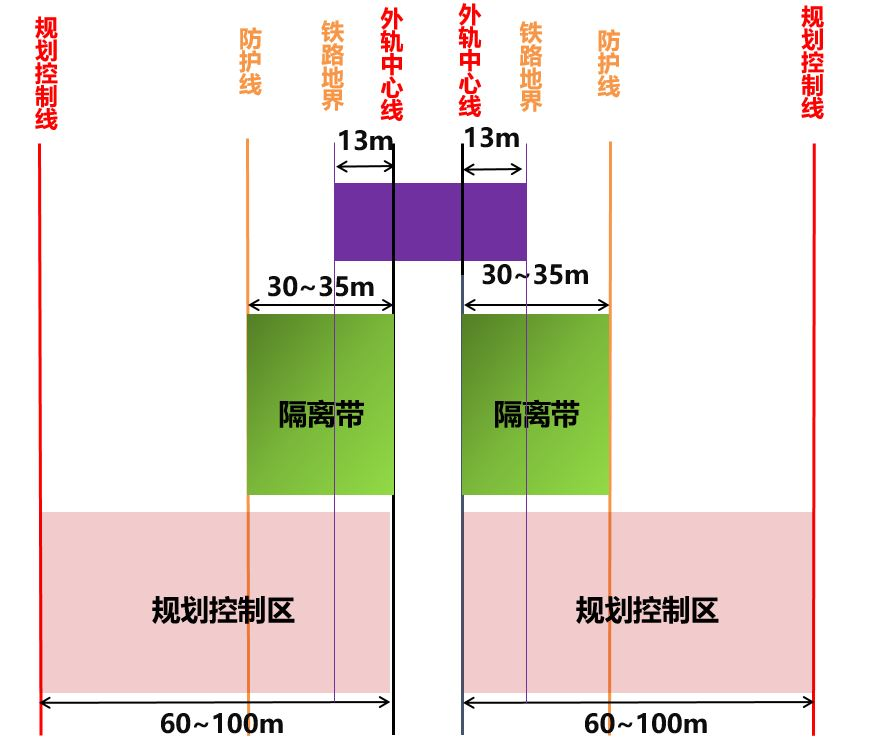 规划控制线
防护线
铁路地界
外轨中心线
外轨中心线
铁路地界
防护线
规划控制线
13m
13m
30~35m
30~35m
隔离带
隔离带
规划控制区
规划控制区
60~100m
60~100m